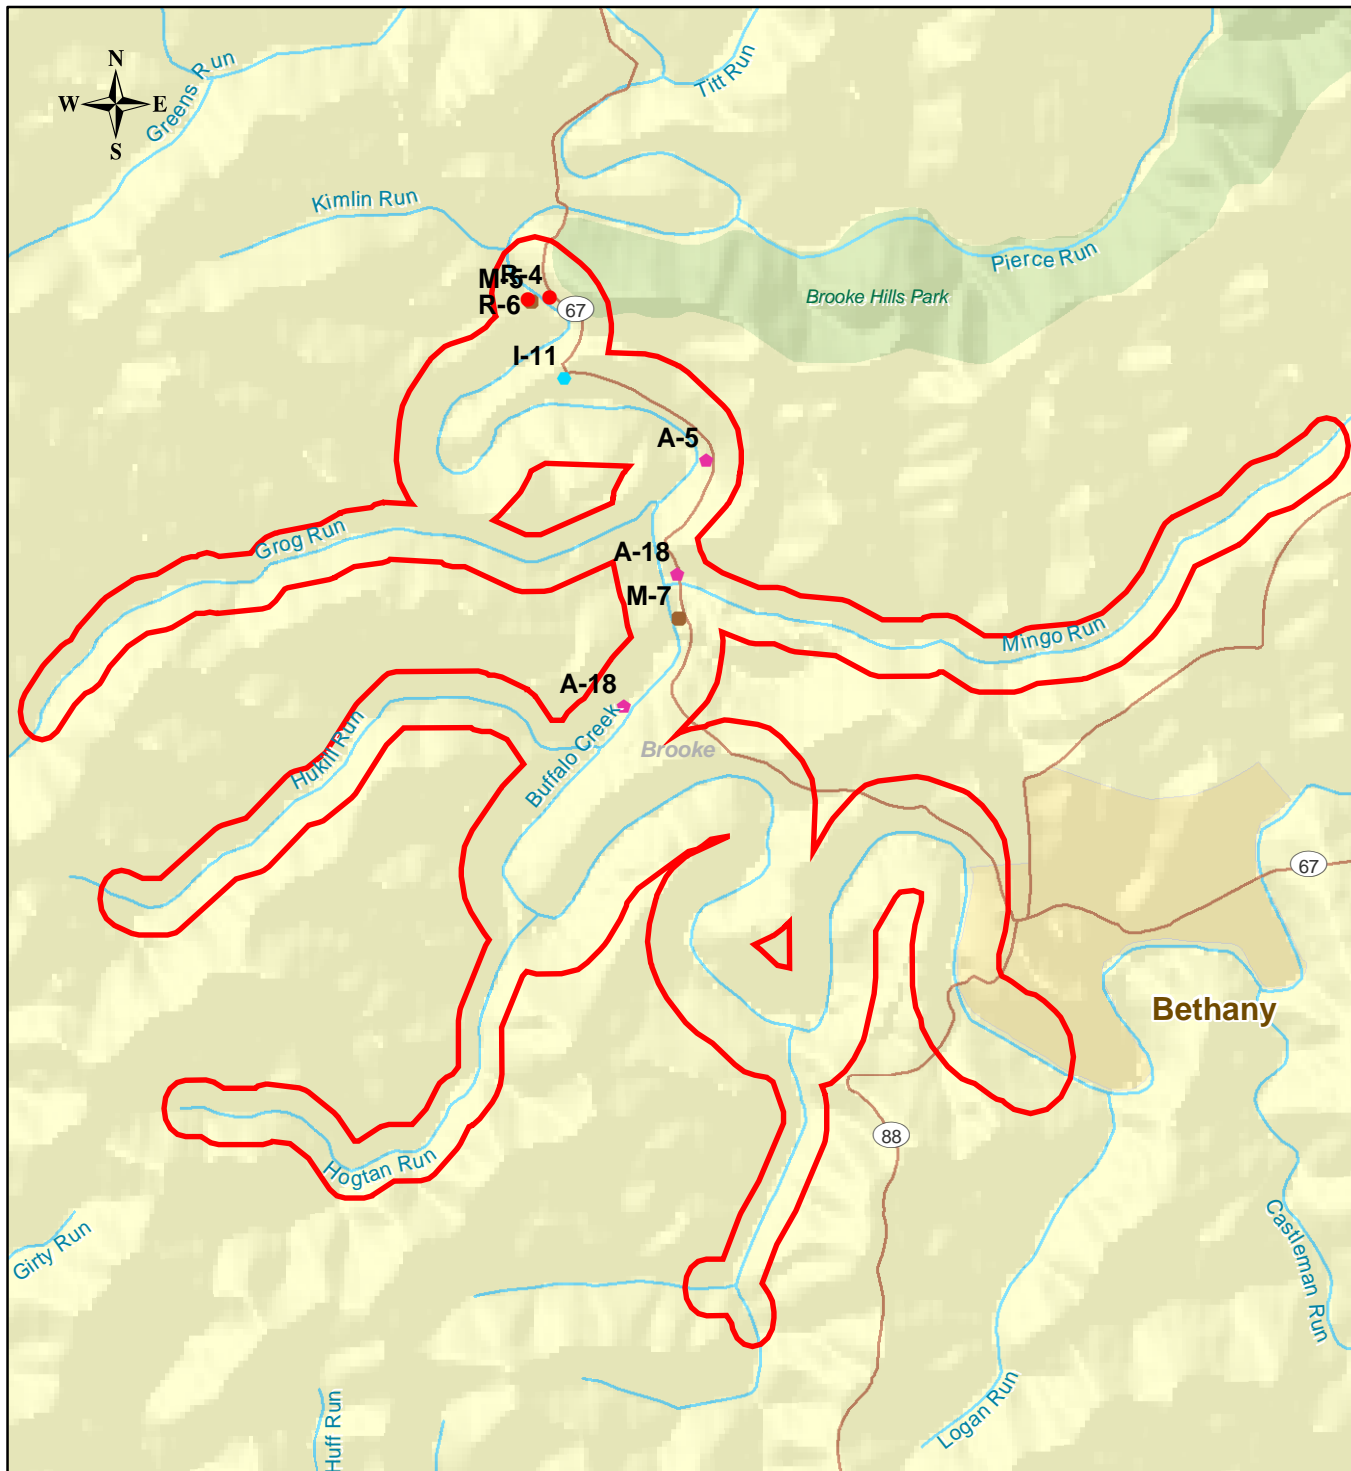 N
W E
S
Greens Run
Titt Run
Kimlin Run
Pierce Run
Brooke Hills Park
M-5
R-4
R-6
67
I-11
A-5
Grog Run
A-18
M-7
Mingo Run
A-18
Hukill Run
Buffalo Creek
Brooke
67
Bethany
88
Hogtan Run
Girty Run
Castleman Run
Logan Run
Huff Run